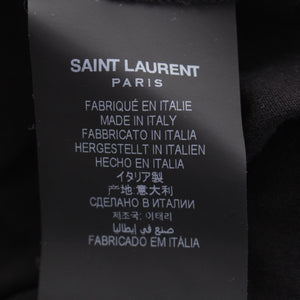 SAINT LAURENT
PARIS
FABRIQUÉ EN ITALIE
MADE IN ITALY
FABBRICATO IN ITALIA
HERGESTELLT IN ITALIEN
HECHO EN ITALIA
イタリア製
产地:意大利
СДЕЛАНО В ИТАЛИИ
제조국: 이태리
صنع في إيطاليا
FABRICADO EM ITÀLIA